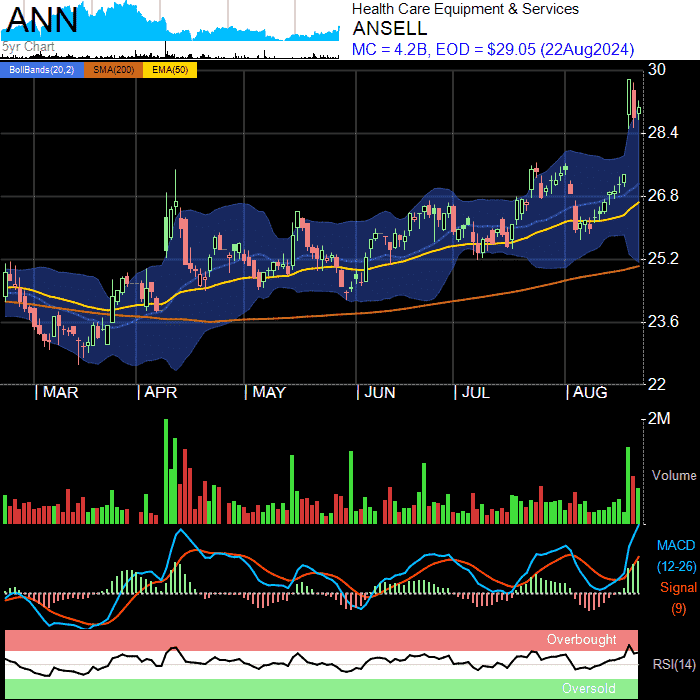 ANN
5yr Chart
Health Care Equipment & Services
ANSELL
MC = 4.2B, EOD = $29.05 (22Aug2024)
BollBands(20,2) SMA(200) EMA(50)
30
28.4
26.8
25.2
23.6
22
MAR APR MAY JUN JUL AUG
2M
Volume
MACD
(12-26)
Signal
(9)
Overbought
RSI(14)
Oversold